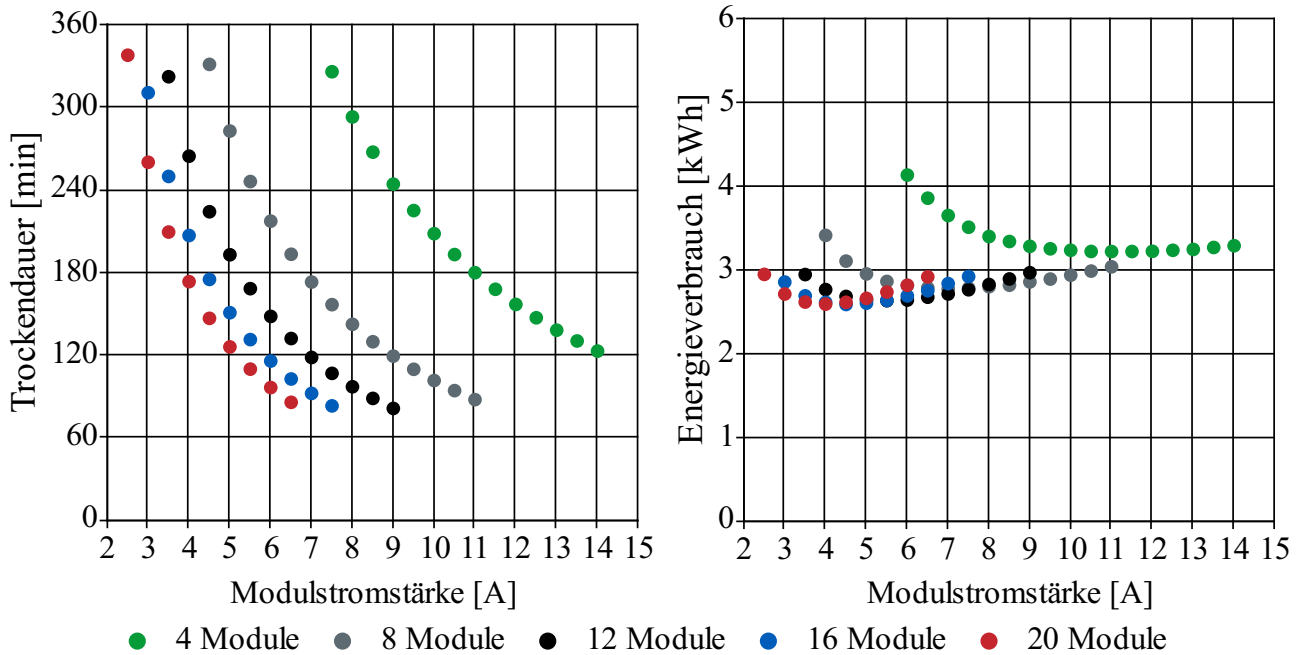 Trockendauer [min]
360
300
240
180
120
60
0
2 3 4 5 6 7 8 9 10 11 12 13 14 15
Modulstromstärke [A]
Energieverbrauch [kWh]
6
5
4
3
2
1
0
2 3 4 5 6 7 8 9 10 11 12 13 14 15
Modulstromstärke [A]
4 Module 8 Module 12 Module 16 Module 20 Module